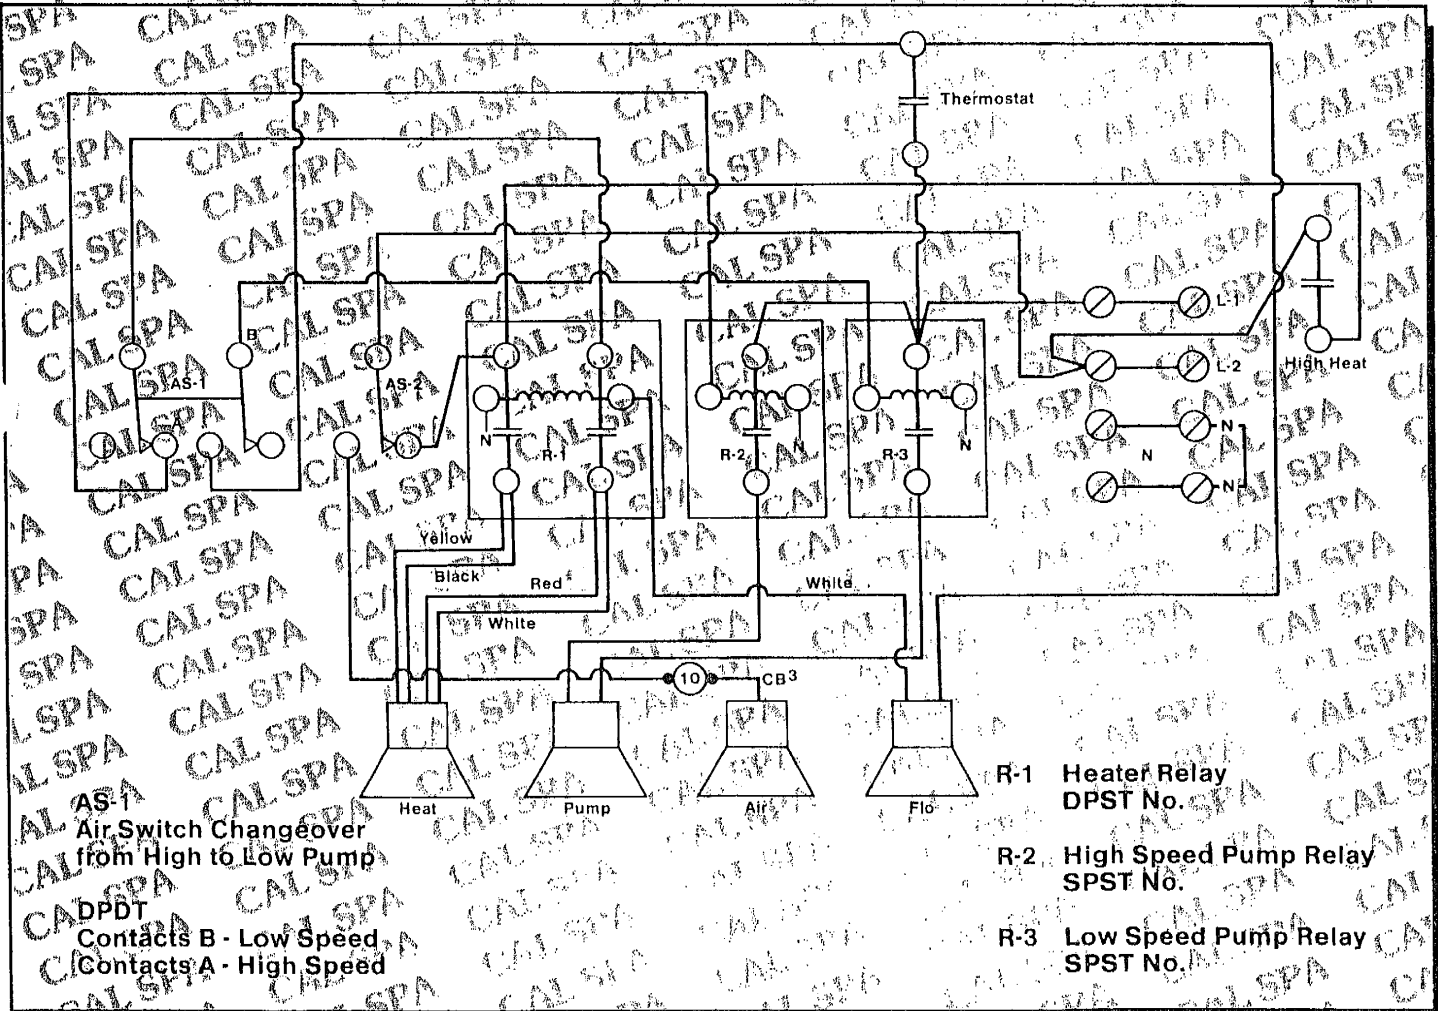 Thermostat
L-1
High Heat
L-2
B
AS-1
AS-2
A
N
R-1
R-2
N
R-3
N
N
N
N
Yellow
Black
Red
White
White
10
CB3
Heat
Pump
Air
Flo
AS-1
Air Switch Changeover
from High to Low Pump
DPDT
Contacts B - Low Speed
Contacts A - High Speed
R-1 Heater Relay
DPST No.
R-2 High Speed Pump Relay
SPST No.
R-3 Low Speed Pump Relay
SPST No.
CAL SPA